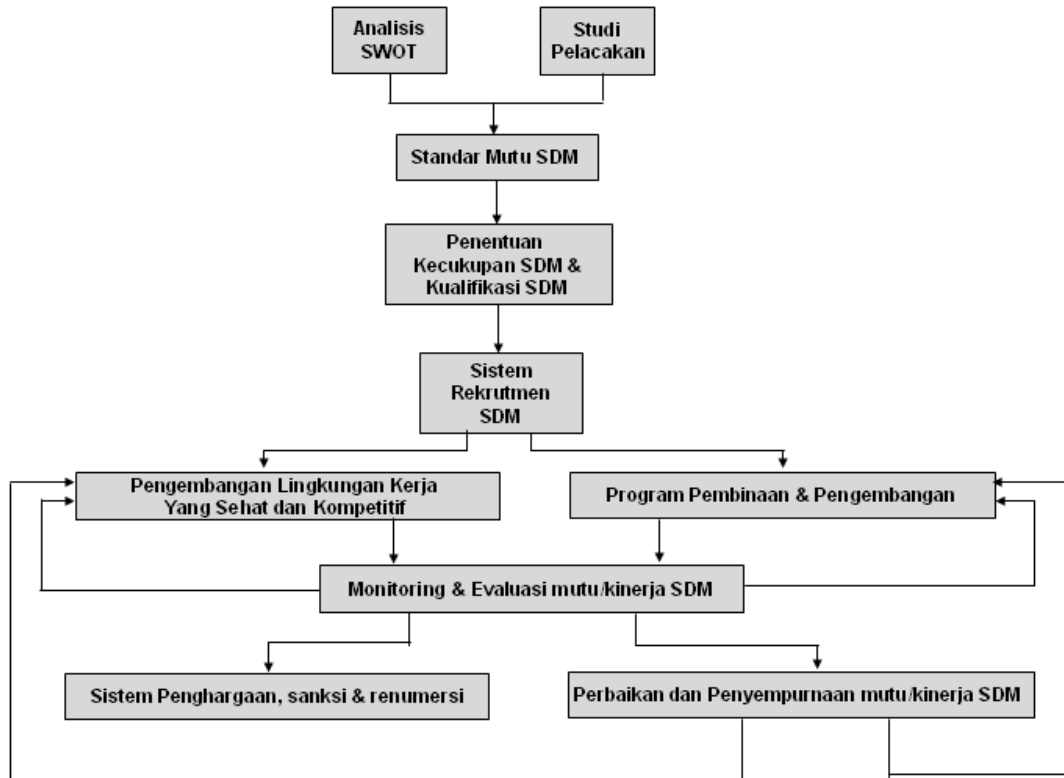 Analisis
SWOT
Studi
Pelacakan
Standar Mutu SDM
Penentuan
Kecukupan SDM &
Kualifikasi SDM
Sistem
Rekrutmen
SDM
Pengembangan Lingkungan Kerja
Yang Sehat dan Kompetitif
Program Pembinaan & Pengembangan
Monitoring & Evaluasi mutu/kinerja SDM
Sistem Penghargaan, sanksi & renumersi
Perbaikan dan Penyempurnaan mutu/kinerja SDM